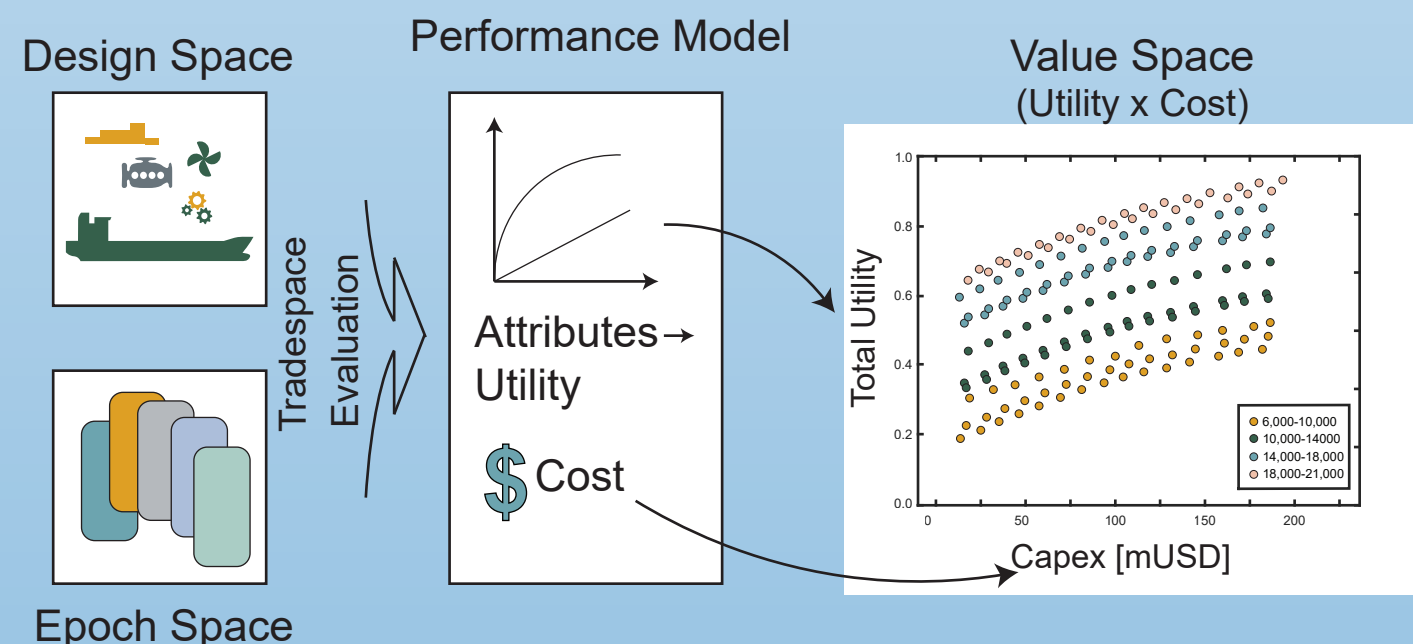 Design Space
Epoch Space
Tradespace
Evaluation
Performance Model
Attributes
Utility
$ Cost
Value Space
(Utility x Cost)
Total Utility
1.0
0.8
0.6
0.4
0.2
0.0
0
50
100
150
200
Capex [mUSD]
6,000-10,000
10,000-14000
14,000-18,000
18,000-21,000